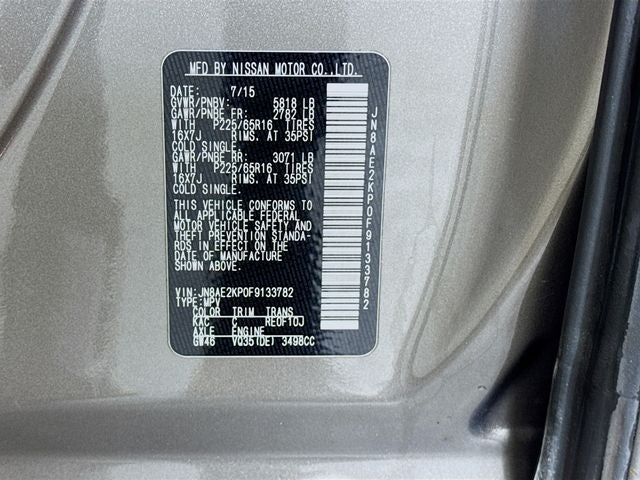 MFD BY NISSAN MOTOR CO.,LTD.
DATE: 7/15
GVWR/PNBV: 5818 LB
GAWR/PNBE FR: 2782 LB
WITH P225/65R16 TIRES
16X7J RIMS. AT 35PSI
COLD SINGLE.
GAWR/PNBE RR: 3071 LB
WITH P225/65R16 TIRES
16X7J RIMS. AT 35PSI
COLD SINGLE.
THIS VEHICLE CONFORMS TO
ALL APPLICABLE FEDERAL
MOTOR VEHICLE SAFETY AND
THEFT PREVENTION STANDA-
RDS IN EFFECT ON THE
DATE OF MANUFACTURE
SHOWN ABOVE.
VIN: JN8AE2KP0F9133782
TYPE:MPV
COLOR TRIM TRANS
KAC C RE0F10J
AXLE ENGINE
GW46 VQ35(DE) 3498CC
JN8AE2KP0F9133782